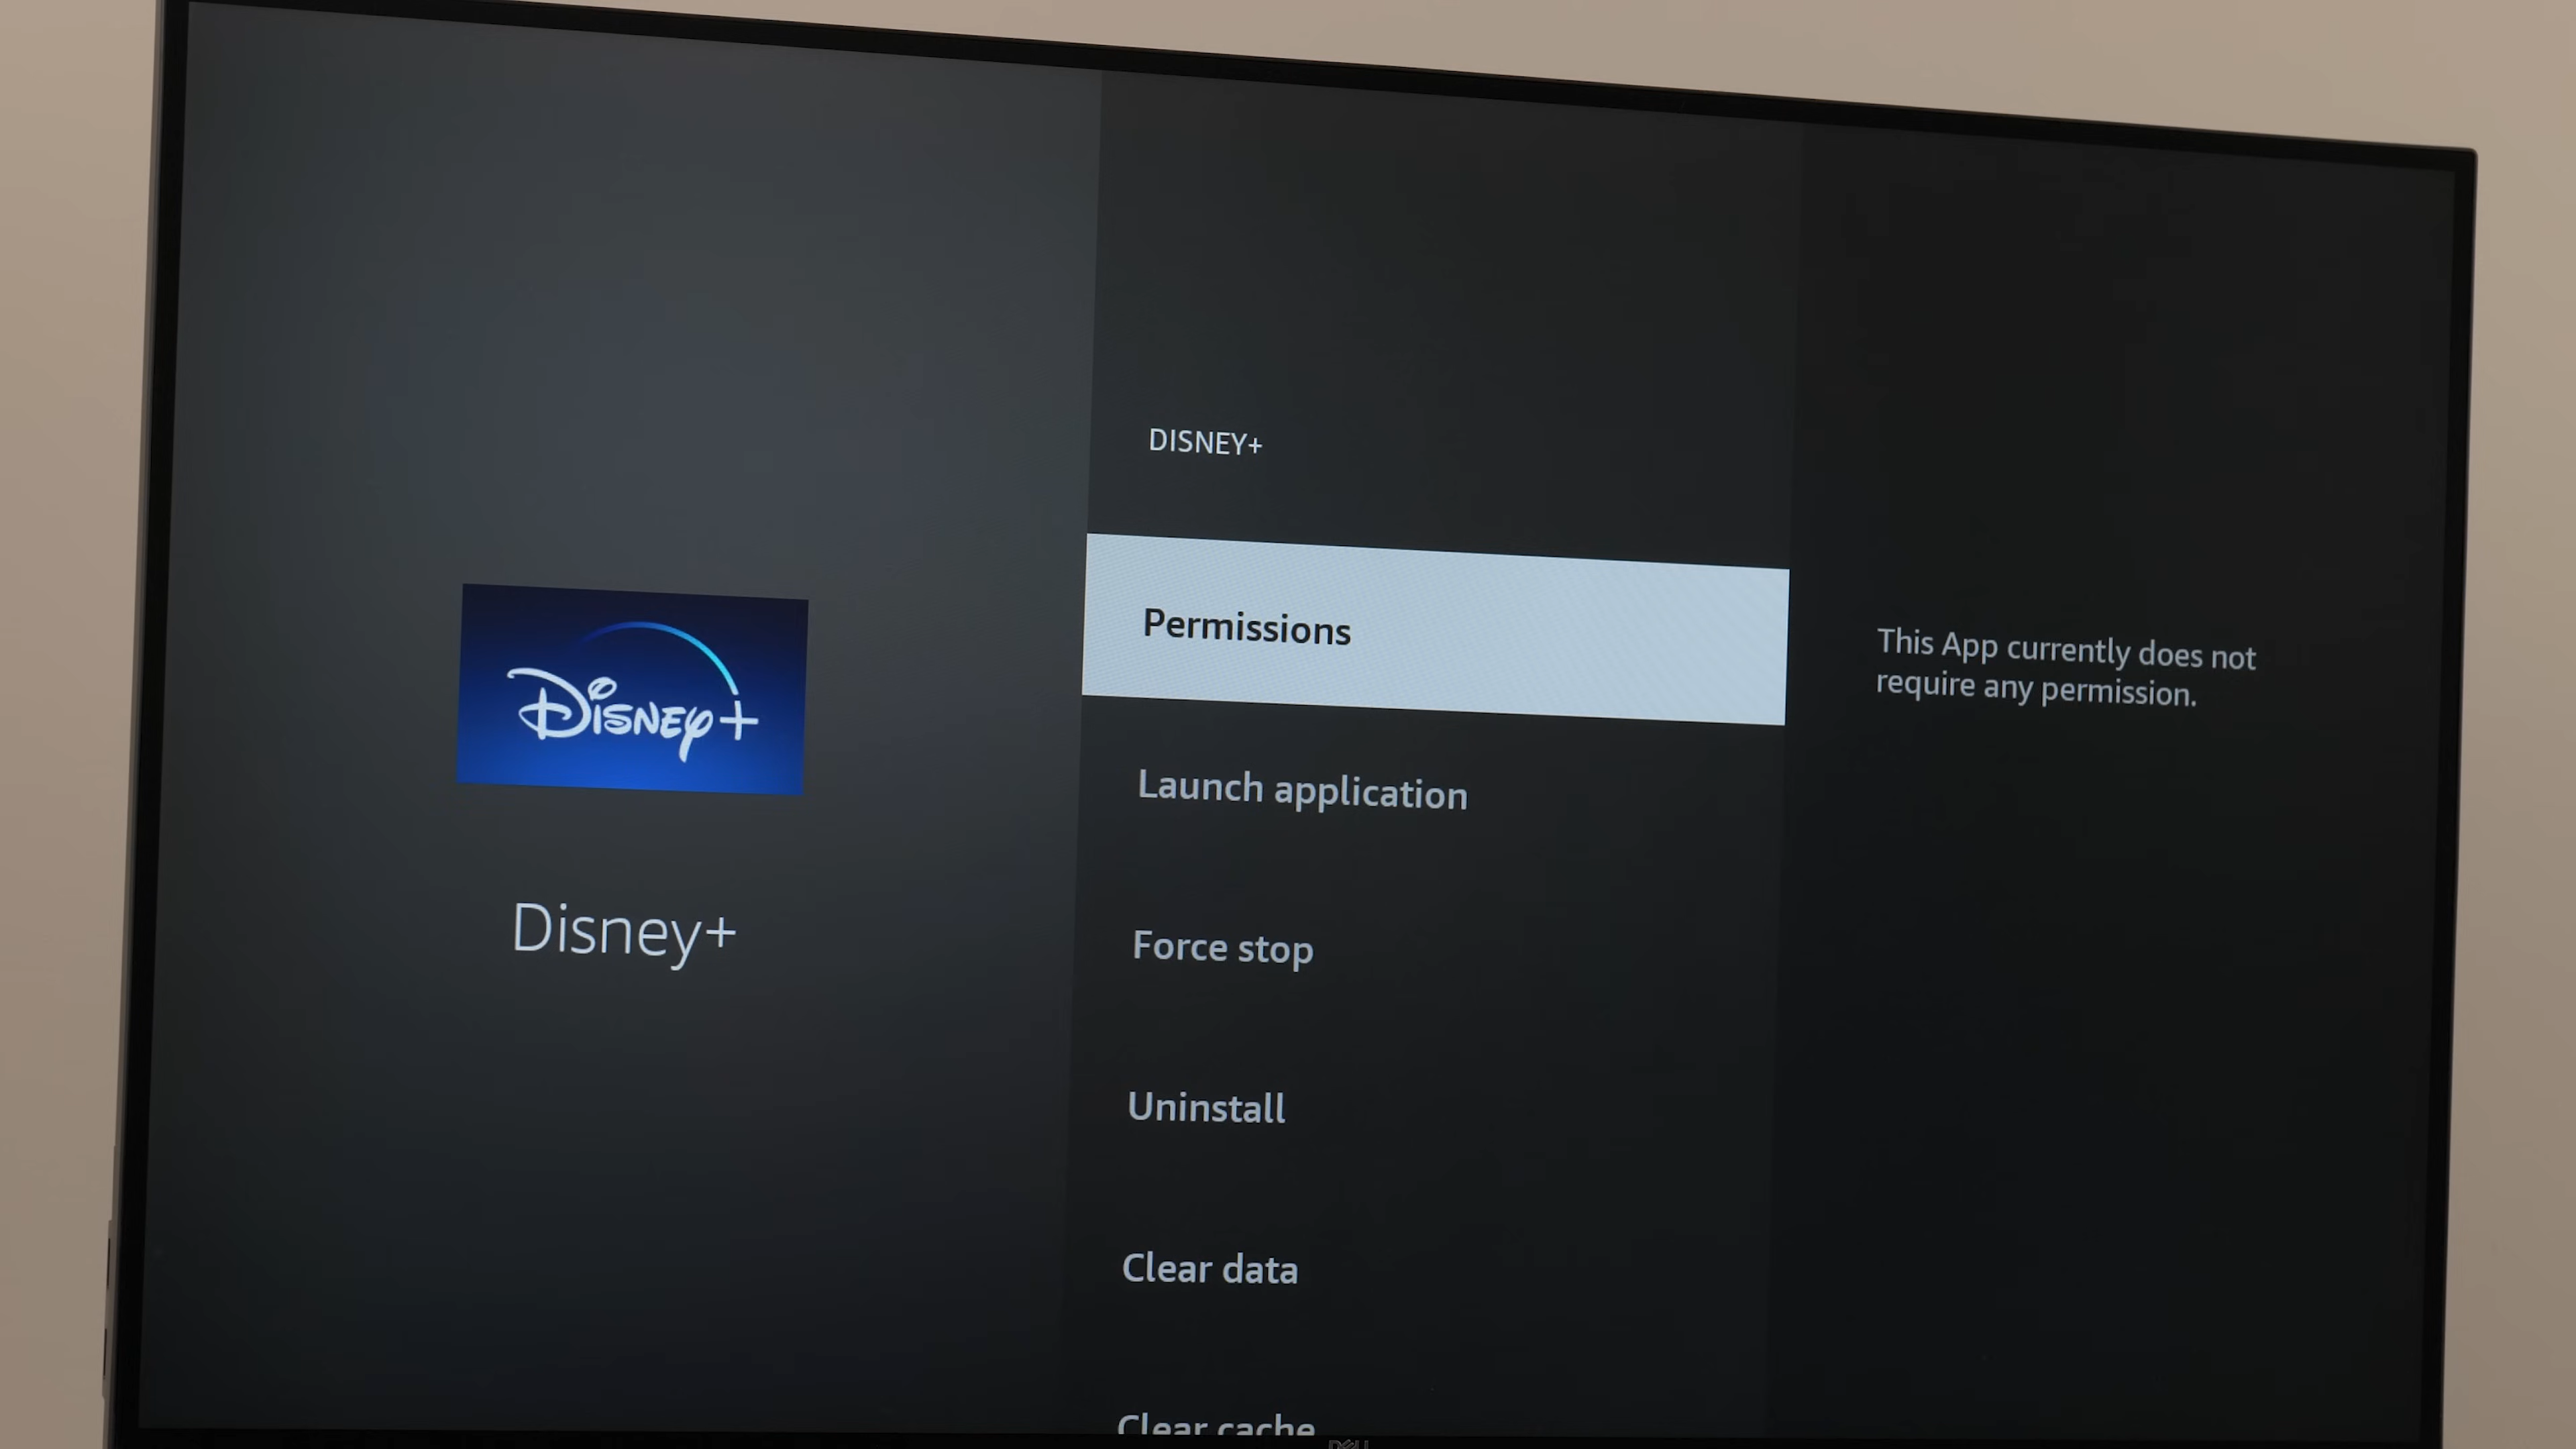 DISNEY+
Permissions
This App currently does not
require any permission.
Disney+
Launch application
Disney+
Force stop
Uninstall
Clear data
Clear cache
DELL